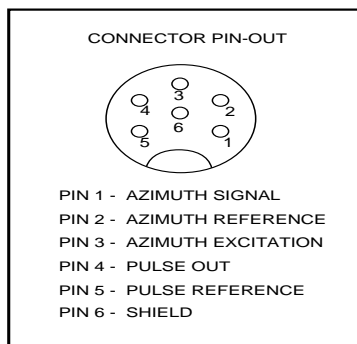 CONNECTOR PIN-OUT
3
4 2
6
5 1
PIN 1 - AZIMUTH SIGNAL
PIN 2 - AZIMUTH REFERENCE
PIN 3 - AZIMUTH EXCITATION
PIN 4 - PULSE OUT
PIN 5 - PULSE REFERENCE
PIN 6 - SHIELD